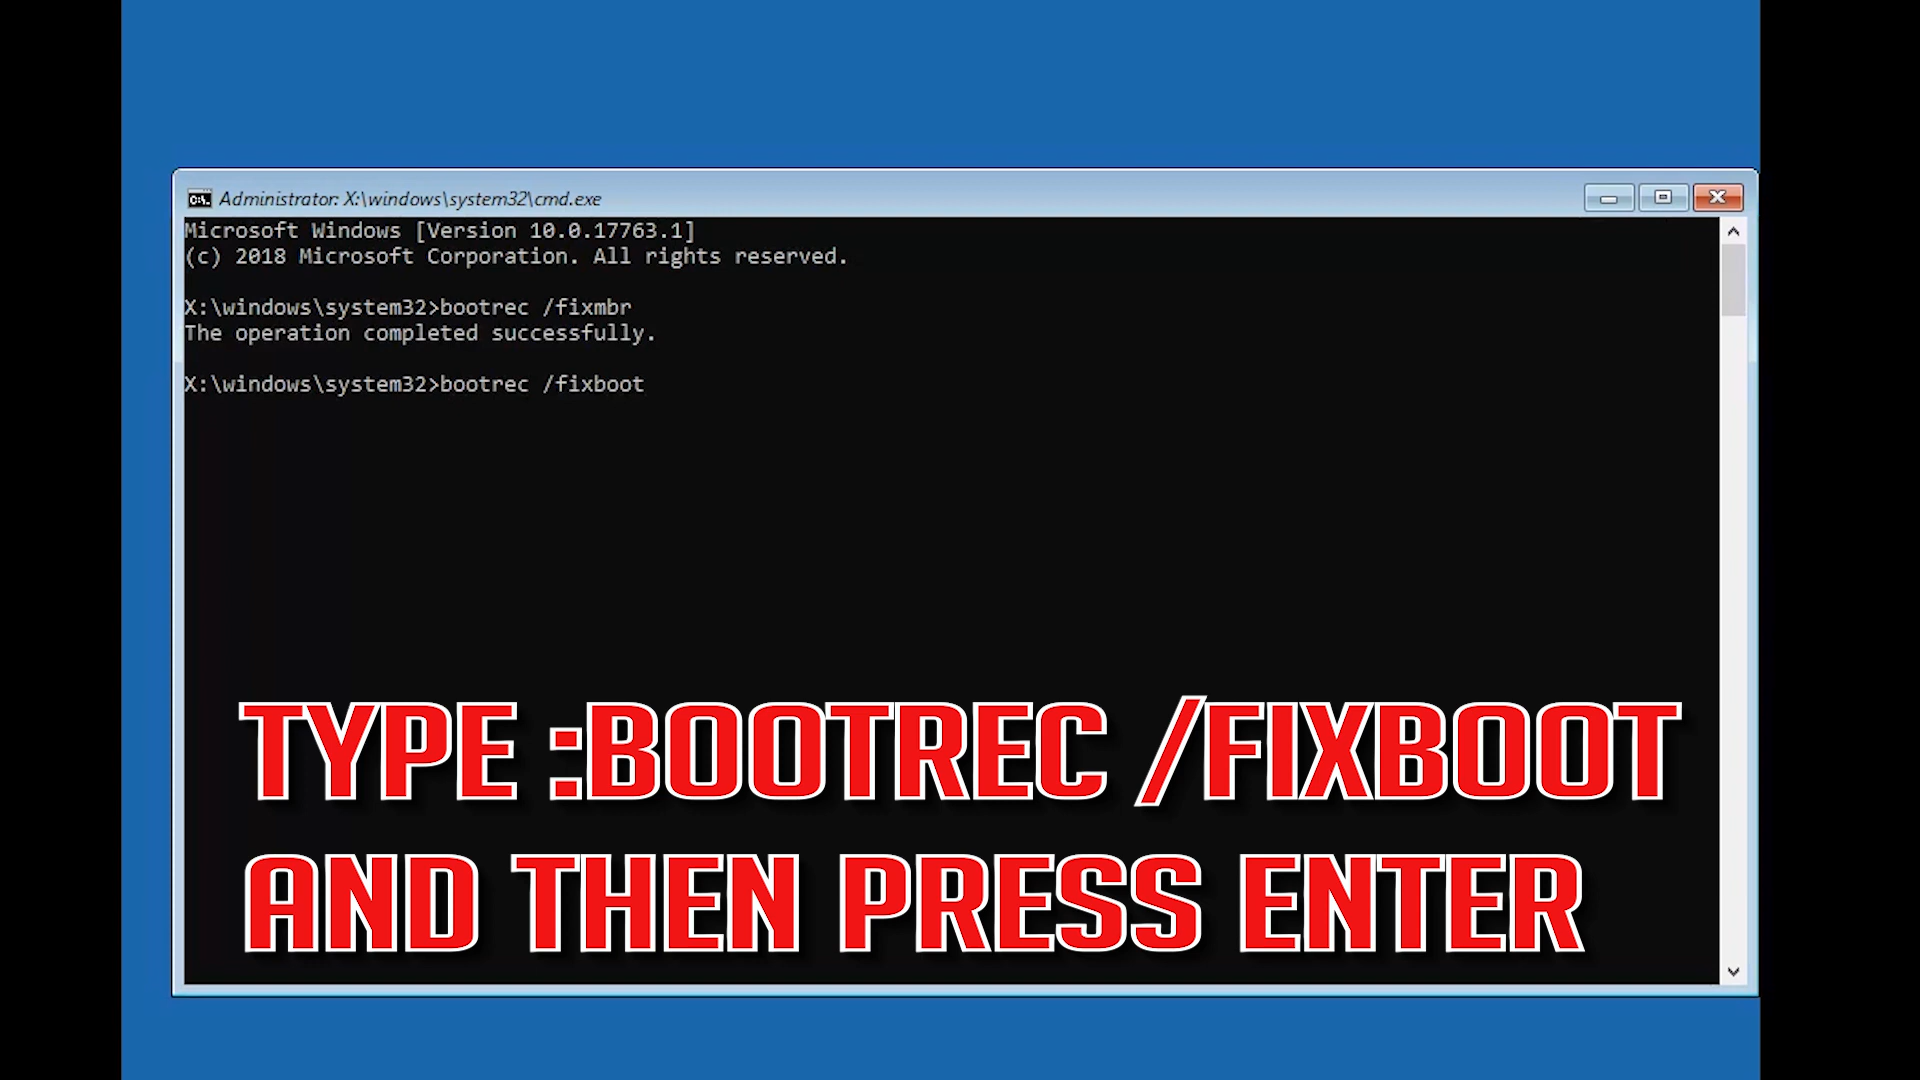 Administrator: X:\windows\system32\cmd.exe
Microsoft Windows [Version 10.0.17763.1]
(c) 2018 Microsoft Corporation. All rights reserved.
X:\windows\system32>bootrec /fixmbr
The operation completed successfully.
X:\windows\system32>bootrec /fixboot
TYPE :BOOTREC /FIXBOOT
AND THEN PRESS ENTER